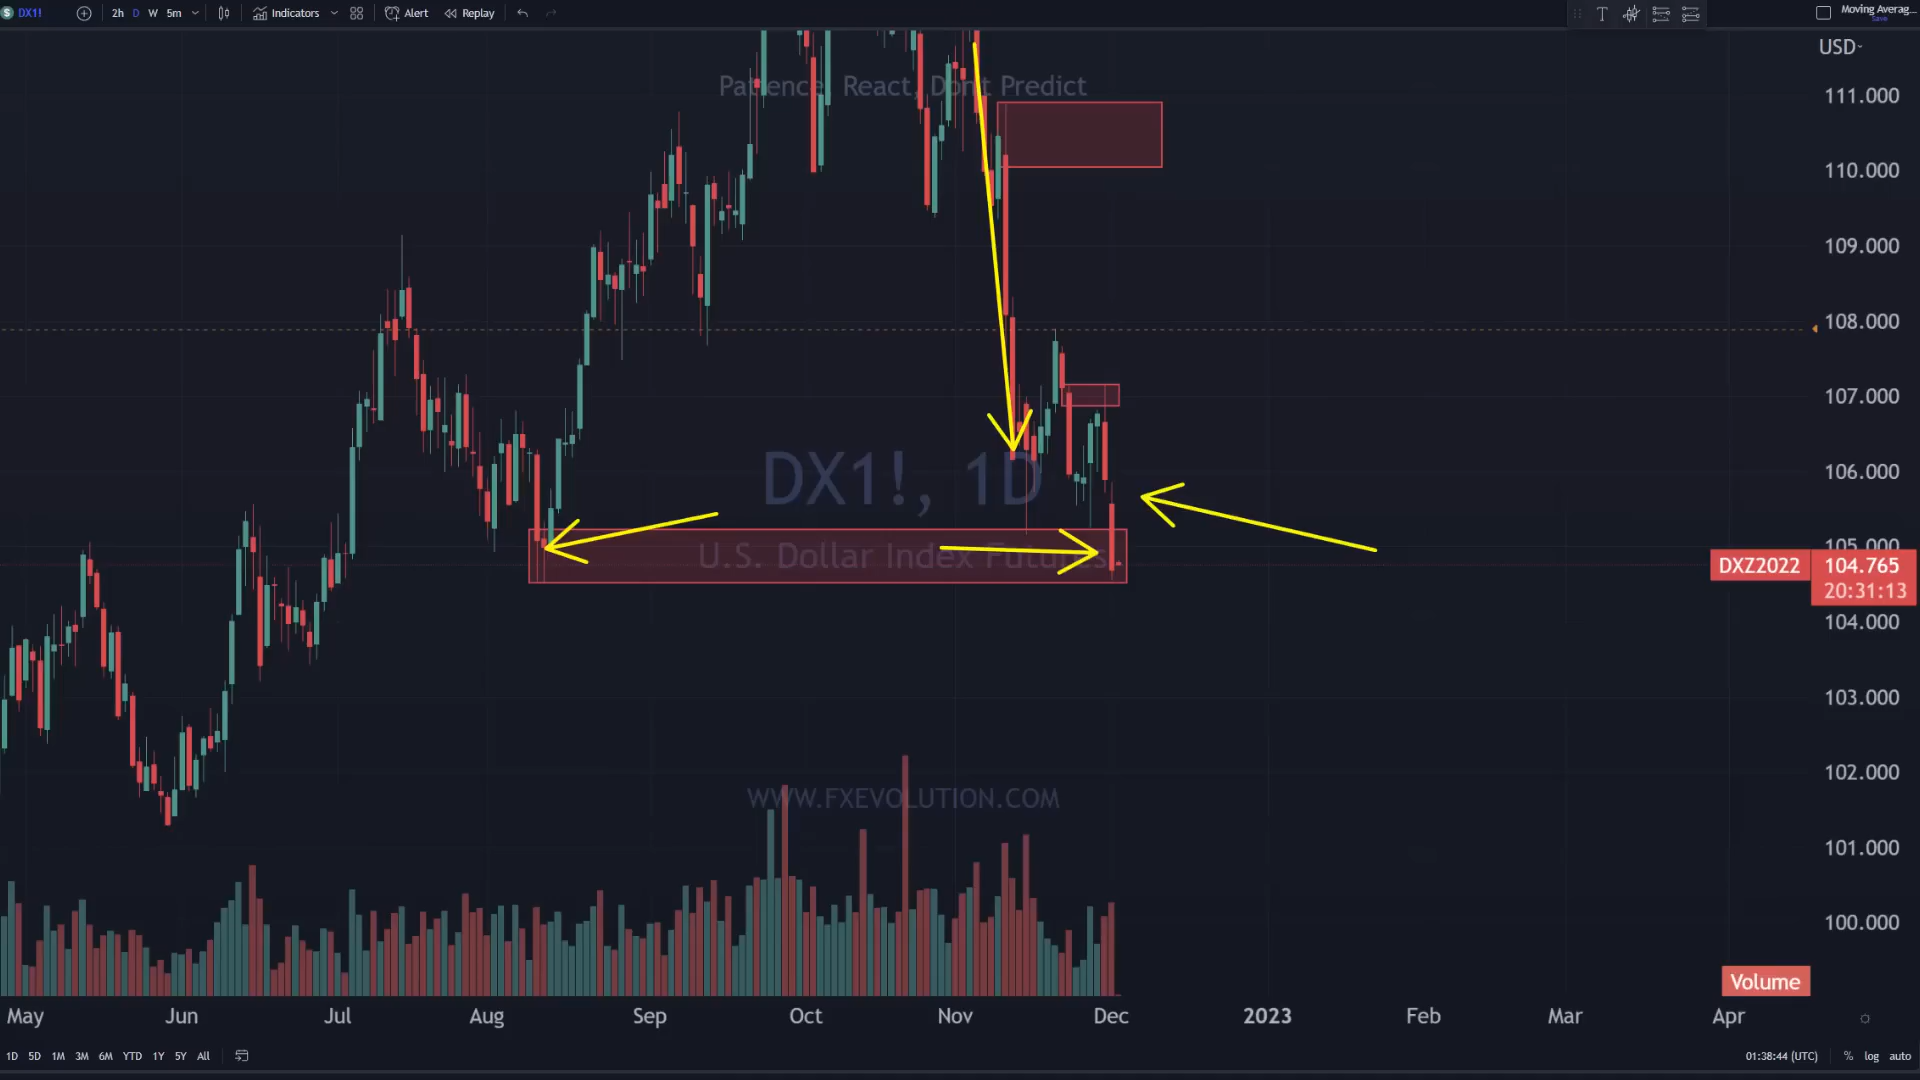 DX1! 2h D W 5m Indicators Alert Replay
Moving Averag...
Save
USD
Patience, React, Dont Predict
111.000
110.000
109.000
108.000
107.000
106.000
DX1!, 1D
105.000
U.S. Dollar Index Futures
DXZ2022 104.765
20:31:13
104.000
103.000
102.000
WWW.FXEVOLUTION.COM
101.000
100.000
Volume
May Jun Jul Aug Sep Oct Nov Dec 2023 Feb Mar Apr
1D 5D 1M 3M 6M YTD 1Y 5Y All 01:38:44 (UTC) % log auto